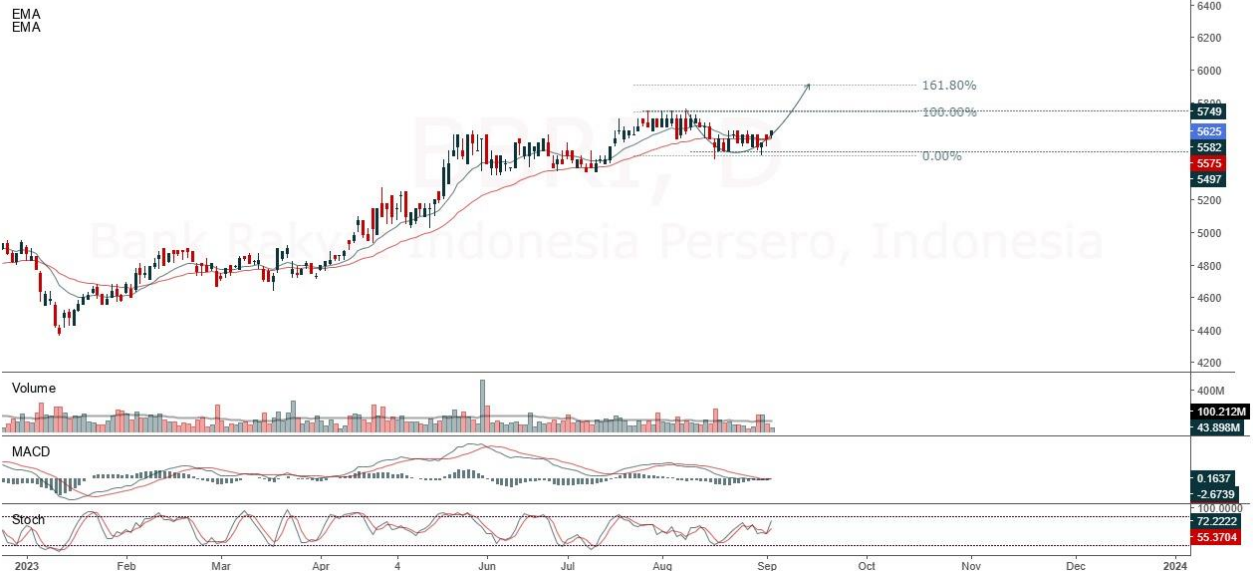 EMA
EMA
BBRI, D
Bank Rakyat Indonesia Persero, Indonesia
161.80%
100.00%
0.00%
6400
6200
6000
5800
5749
5625
5582
5575
5497
5200
5000
4800
4600
4400
4200
Volume
400M
100.212M
43.898M
MACD
0.1637
-2.6739
Stoch
100.0000
72.2222
55.3704
2023 Feb Mar Apr 4 Jun Jul Aug Sep Oct Nov Dec 2024